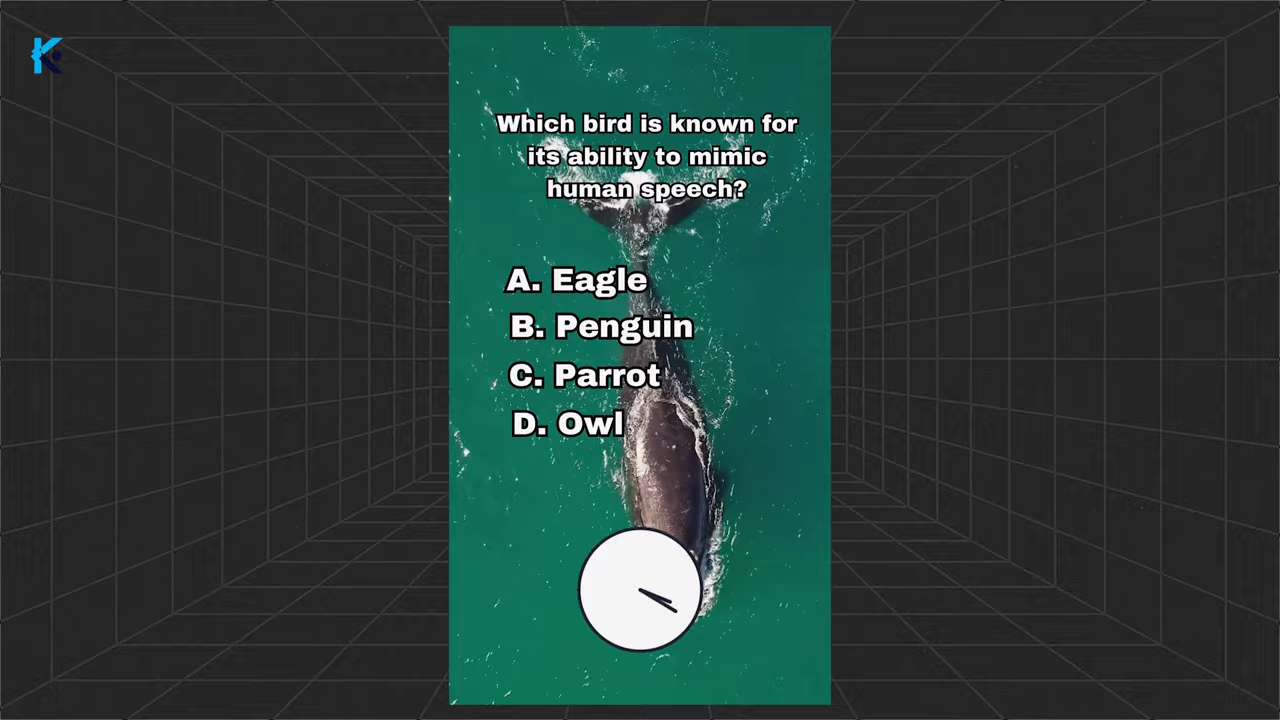 Which bird is known for
its ability to mimic
human speech?
A. Eagle
B. Penguin
C. Parrot
D. Owl